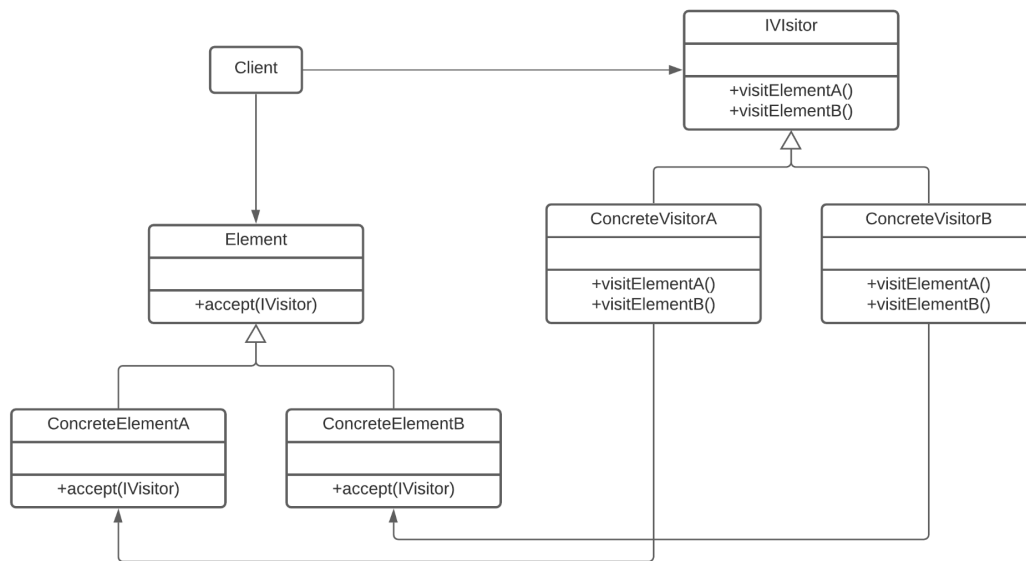 IVIsitor
+visitElementA()
+visitElementB()
Client
Element
+accept(IVisitor)
ConcreteVisitorA
+visitElementA()
+visitElementB()
ConcreteVisitorB
+visitElementA()
+visitElementB()
ConcreteElementA
+accept(IVisitor)
ConcreteElementB
+accept(IVisitor)